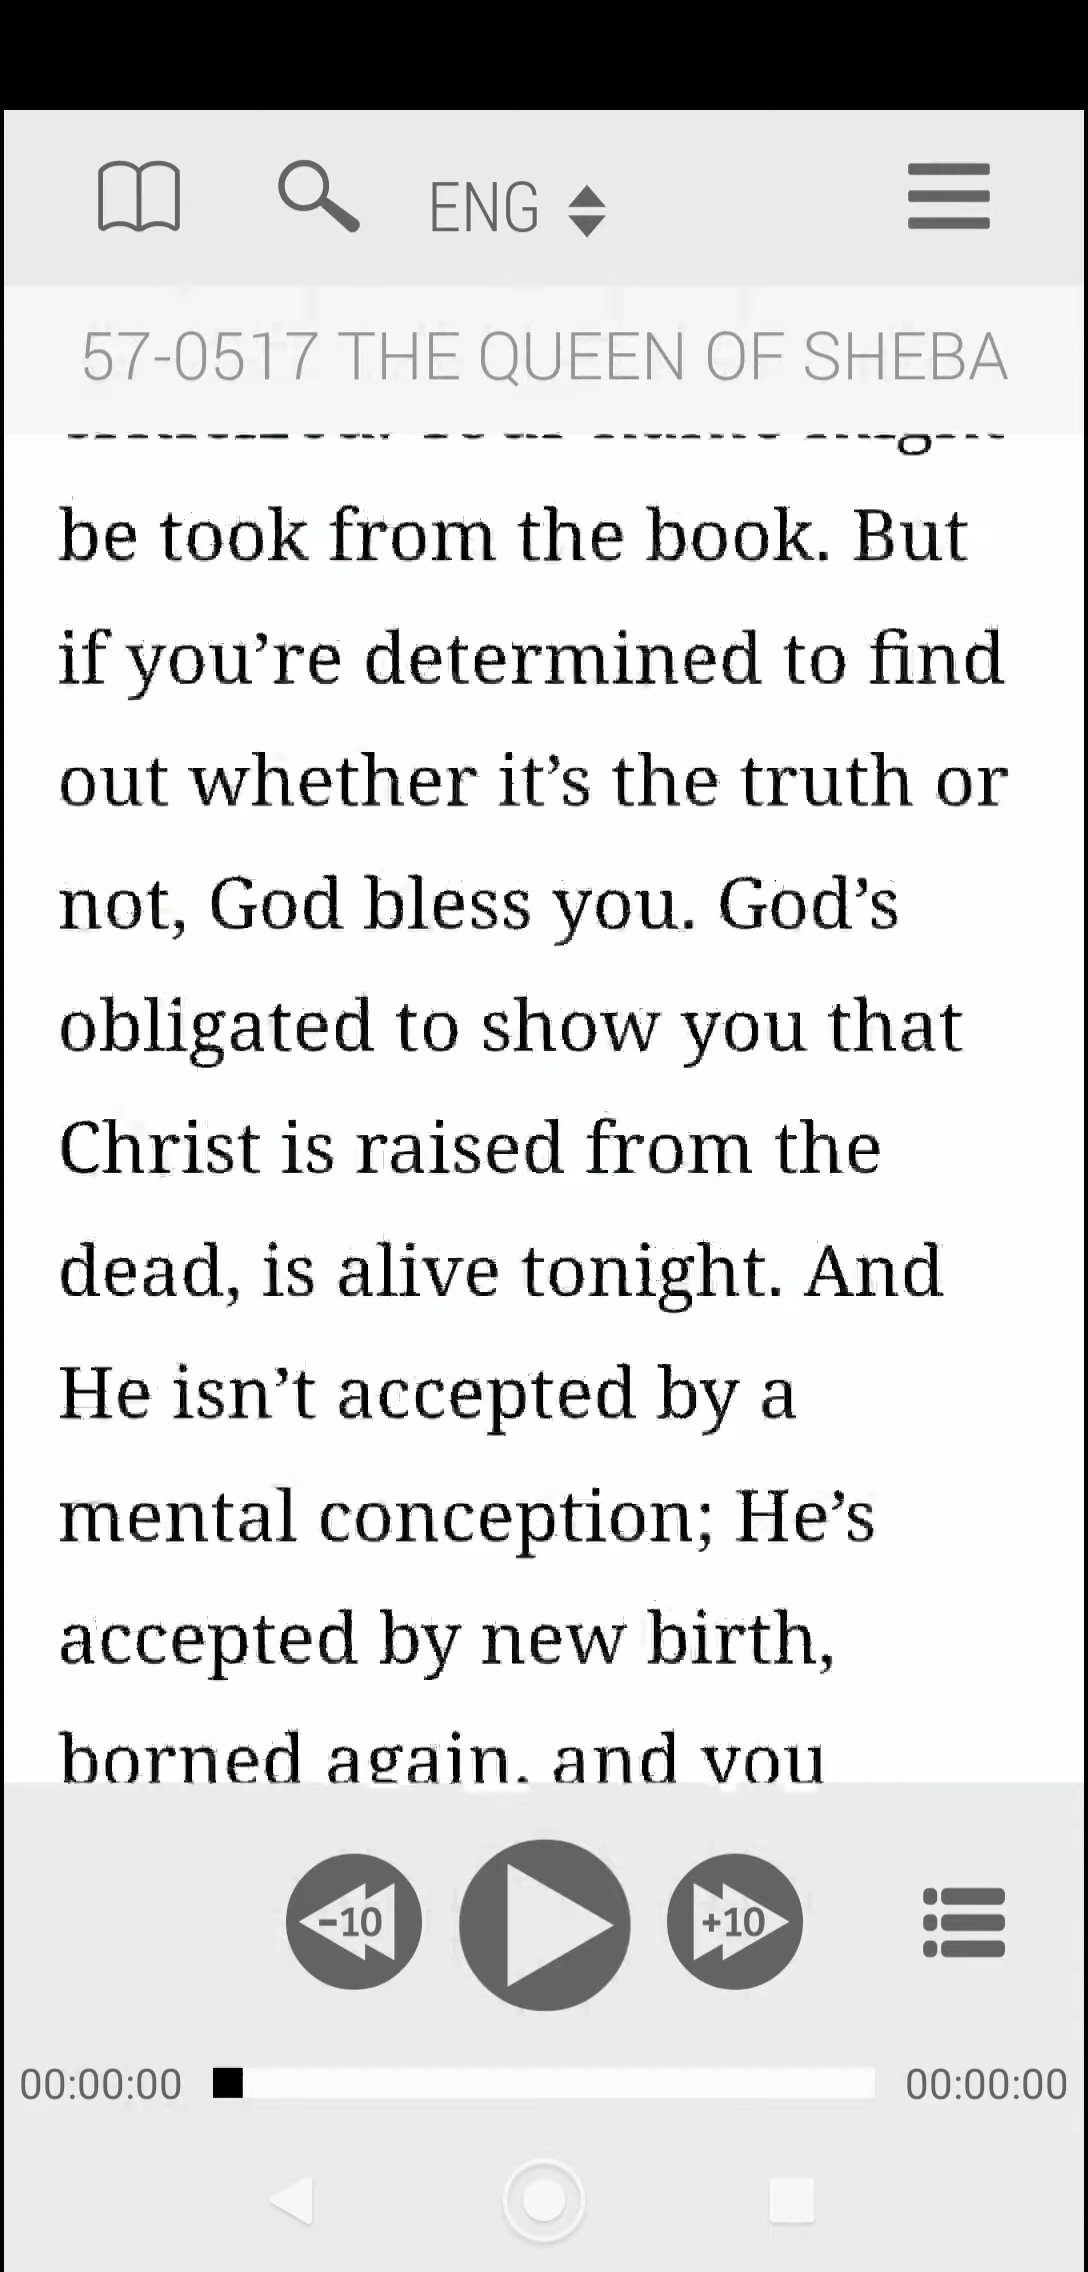 ENG
57-0517 THE QUEEN OF SHEBA
be took from the book. But
if you’re determined to find
out whether it’s the truth or
not, God bless you. God’s
obligated to show you that
Christ is raised from the
dead, is alive tonight. And
He isn’t accepted by a
mental conception; He’s
accepted by new birth,
borned again, and you
-10 +10
00:00:00 00:00:00